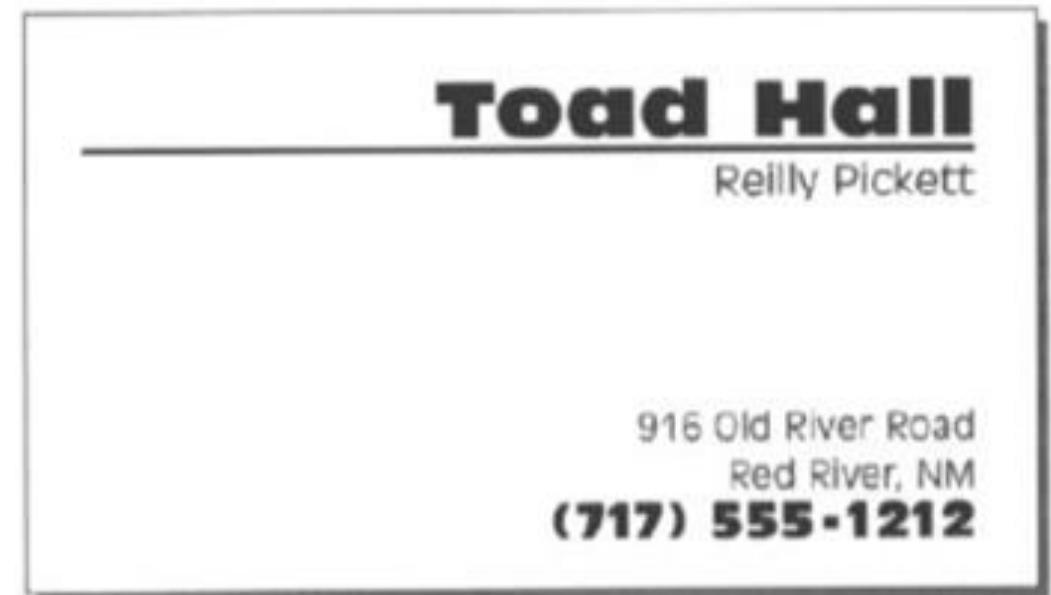 Toad Hall
Reilly Pickett
916 Old River Road
Red River, NM
(717) 555-1212